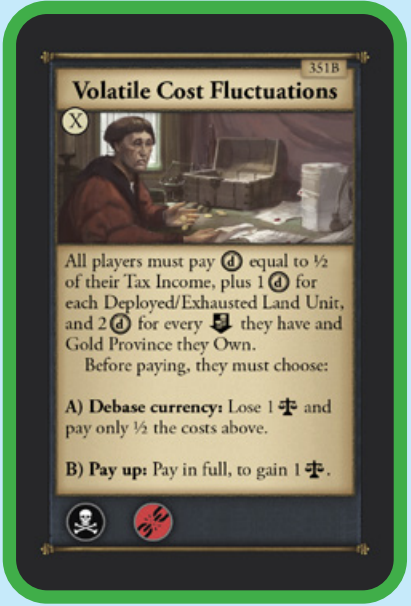 351B
Volatile Cost Fluctuations
X
All players must pay d equal to ½
of their Tax Income, plus 1 d for
each Deployed/Exhausted Land Unit,
and 2 d for every they have and
Gold Province they Own.
Before paying, they must choose:
A) Debase currency: Lose 1 and
pay only ½ the costs above.
B) Pay up: Pay in full, to gain 1 .